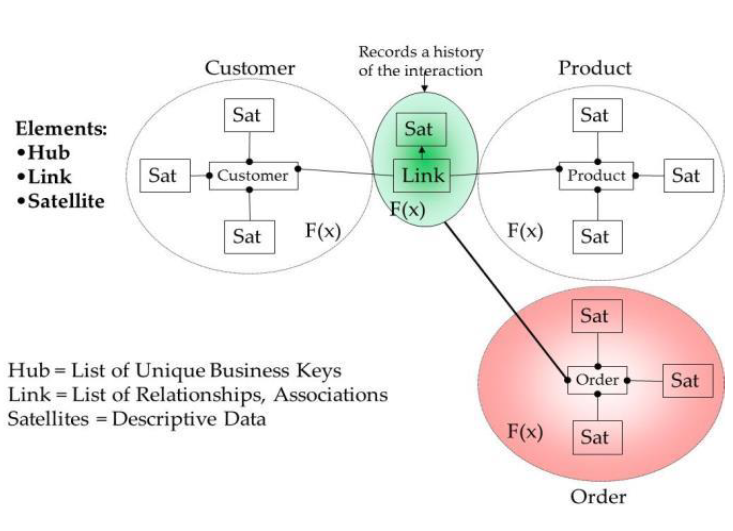 Records a history
of the interaction
Customer
Product
Elements:
•Hub
•Link
•Satellite
Sat
Sat
Customer
Sat
F(x)
Sat
Link
F(x)
Sat
Product
Sat
F(x)
Sat
Hub = List of Unique Business Keys
Link = List of Relationships, Associations
Satellites = Descriptive Data
Sat
Order
Sat
F(x)
Sat
Order